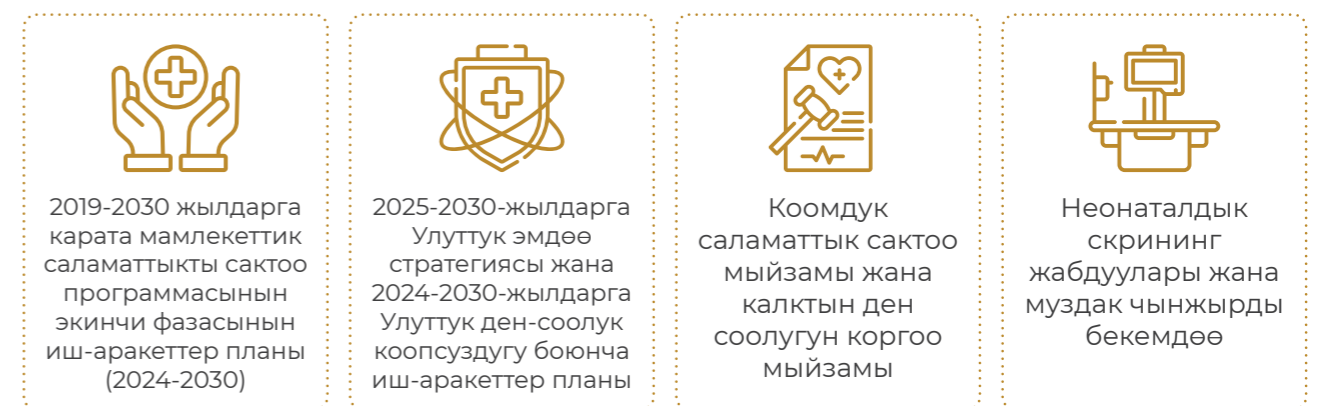 2019-2030 жылдарга
карата мамлекеттик
саламаттыкты сактоо
программасынын
экинчи фазасынын
иш-аракеттер планы
(2024-2030)
2025-2030-жылдарга
Улуттук эмдөө
стратегиясы жана
2024-2030-жылдарга
Улуттук ден-соолук
коопсуздугу боюнча
иш-аракеттер планы
Коомдук
саламаттык сактоо
мыйзамы жана
калктын ден
соолугун коргоо
мыйзамы
Неонаталдык
скрининг
жабдуулары жана
муздак чынжырды
бекемдөө